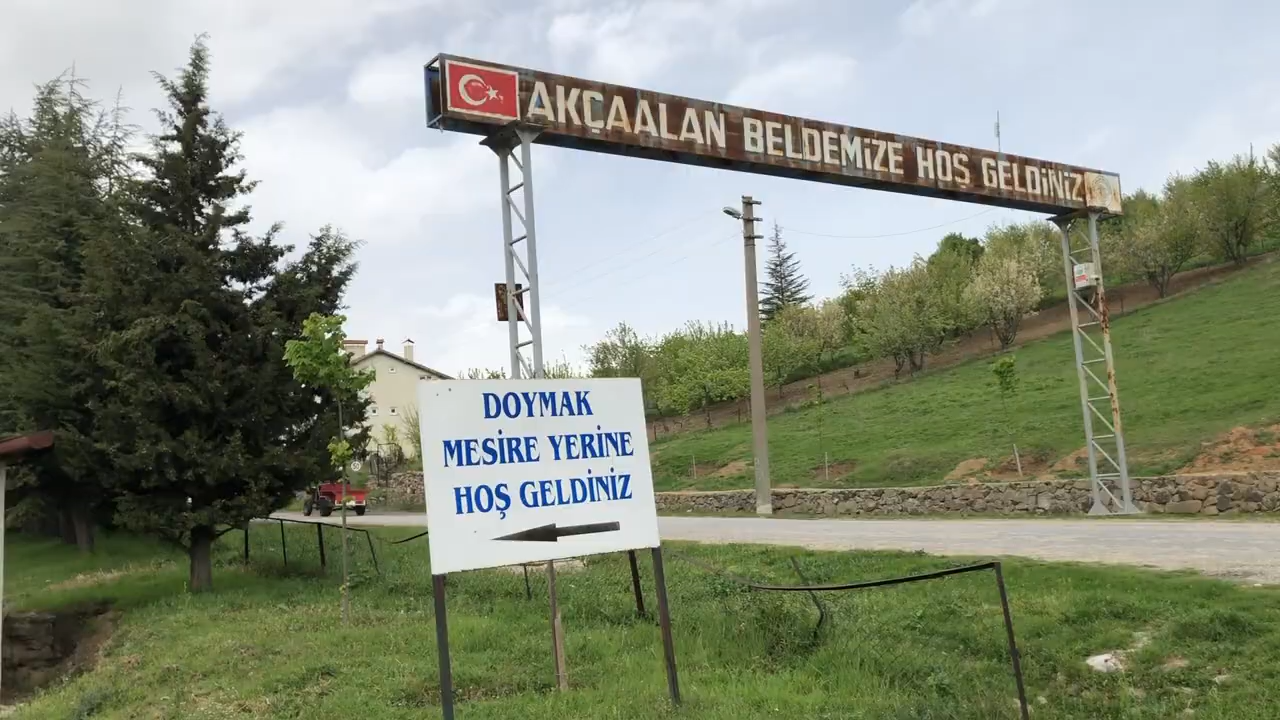 AKÇAALAN BELDEMİZE HOŞ GELDİNİZ
DOYMAK
MESİRE YERİNE
HOŞ GELDİNİZ